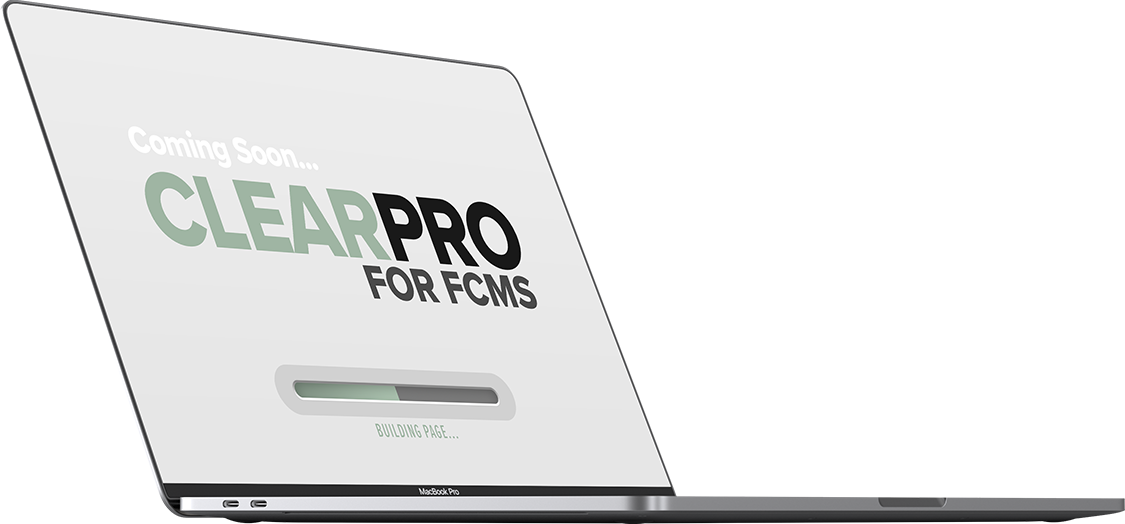 Coming Soon...
CLEARPRO
FOR FCMS
BUILDING PAGE...
MacBook Pro